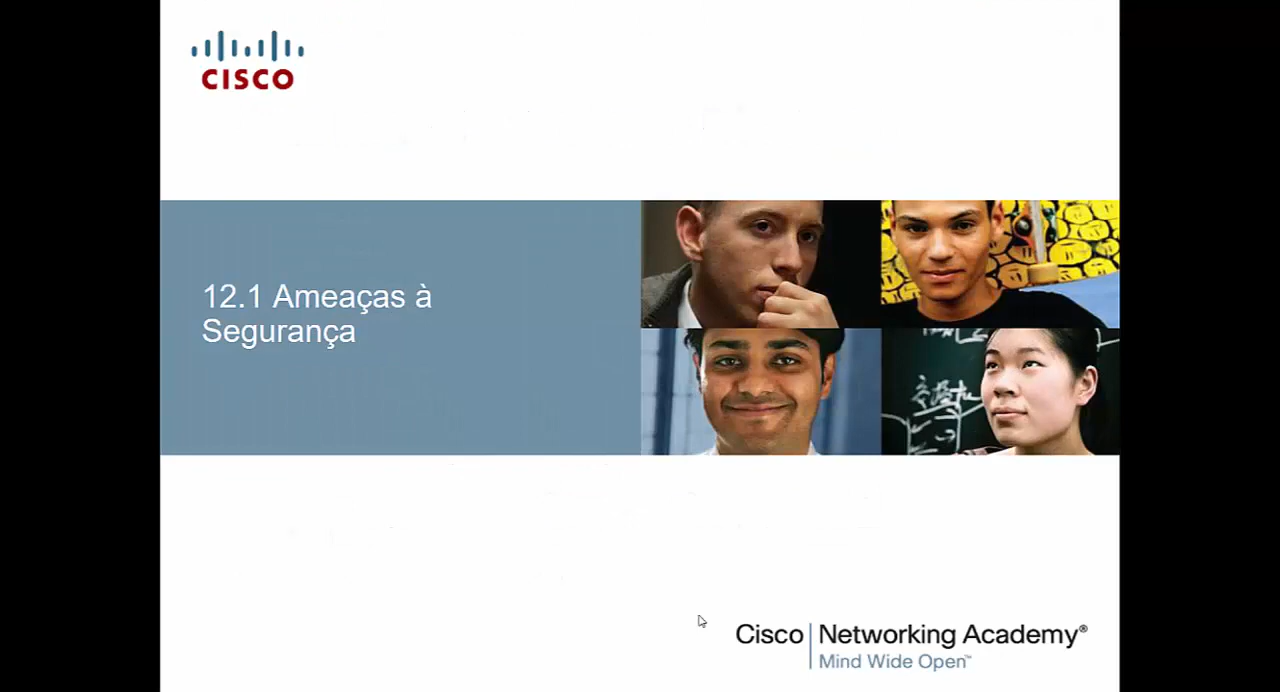 CISCO
12.1 Ameaças à
Segurança
Cisco Networking Academy®
Mind Wide Open™